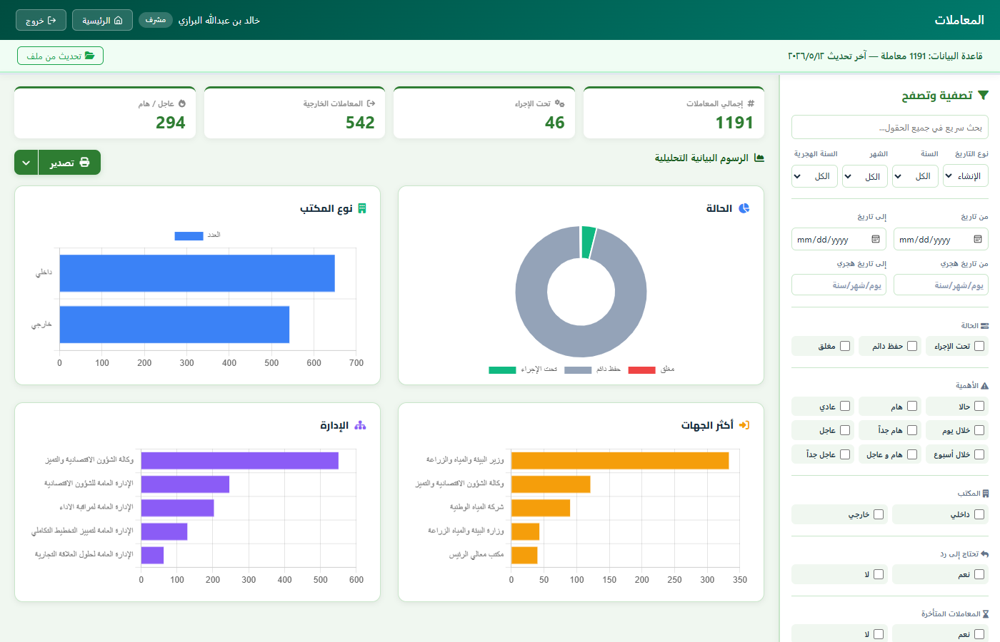 المعاملات
خالد بن عبدالله البرازي
مشرف
الرئيسية
خروج
قاعدة البيانات: 1191 معاملة — آخر تحديث ٢٠٢٦/٥/١٢
تحديث من ملف
تصفية وتصفح
بحث سريع في جميع الحقول...
نوع التاريخ السنة الشهر السنة الهجرية
الإنشاء الكل الكل الكل
من تاريخ إلى تاريخ
mm/dd/yyyy mm/dd/yyyy
من تاريخ هجري إلى تاريخ هجري
يوم/شهر/سنة يوم/شهر/سنة
الحالة
تحت الإجراء حفظ دائم مغلق
الأهمية
حالا هام عادي
خلال يوم هام جداً عاجل
خلال أسبوع هام و عاجل عاجل جداً
المكتب
داخلي خارجي
تحتاج إلى رد
نعم لا
المعاملات المتأخرة
نعم لا
# إجمالي المعاملات
1191
تحت الإجراء
46
المعاملات الخارجية
542
عاجل / هام
294
الرسوم البيانية التحليلية
تصدير
الحالة
مغلق حفظ دائم تحت الإجراء
نوع المكتب
العدد
داخلي
خارجي
0 100 200 300 400 500 600 700
أكثر الجهات
وزير البيئة والمياه والزراعة
وكالة الشؤون الاقتصادية والتميز
شركة المياه الوطنية
وزارة البيئة والمياه الزراعة
مكتب معالي الرئيس
0 50 100 150 200 250 300 350
الإدارة
وكالة الشؤون الاقتصادية والتميز
الإدارة العامة للشؤون الاقتصادية
الإدارة العامة لمراقبة الاداء
الإدارة العامة لتمييز التخطيط التكاملي
الإدارة العامة لحلول العلاقة التجارية
0 100 200 300 400 500 600